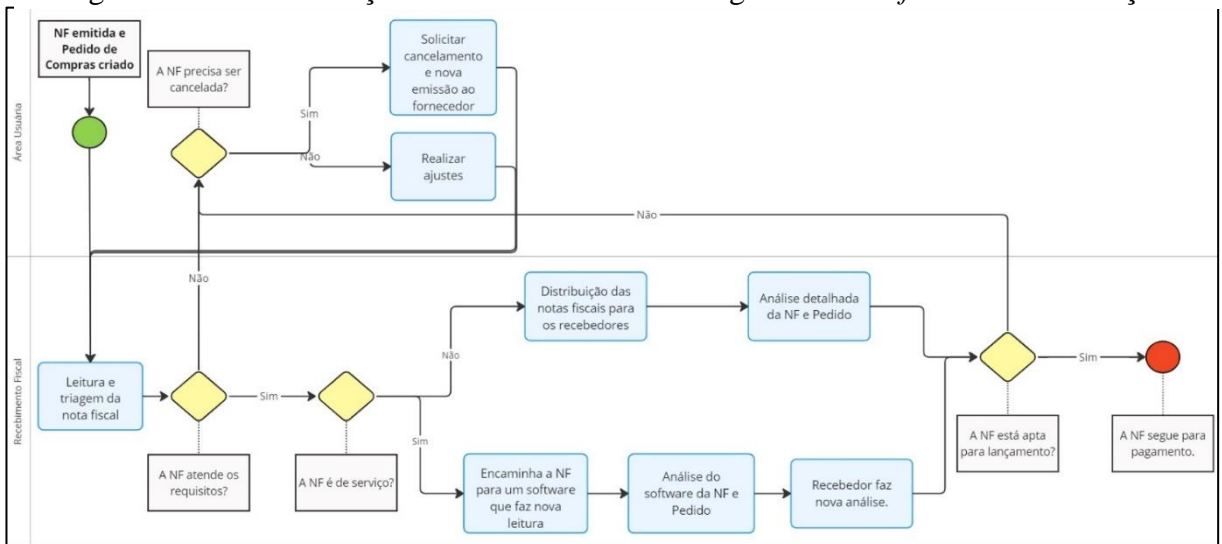 NF emitida e
Pedido de
Compras criado
A NF precisa ser
cancelada?
Solicitar
cancelamento
e nova
emissão ao
fornecedor
Sim
Não
Realizar
ajustes
Área Usuária
Não
Não
Distribuição das
notas fiscais para
os recebedores
Análise detalhada
da NF e Pedido
Não
Leitura e
triagem da
nota fiscal
Sim
Sim
Sim
A NF está apta
para lançamento?
A NF segue para
pagamento.
A NF atende os
requisitos?
A NF é de serviço?
Encaminha a NF
para um software
que faz nova
leitura
Análise do
software da NF e
Pedido
Recebedor faz
nova análise.
Recebimento Fiscal